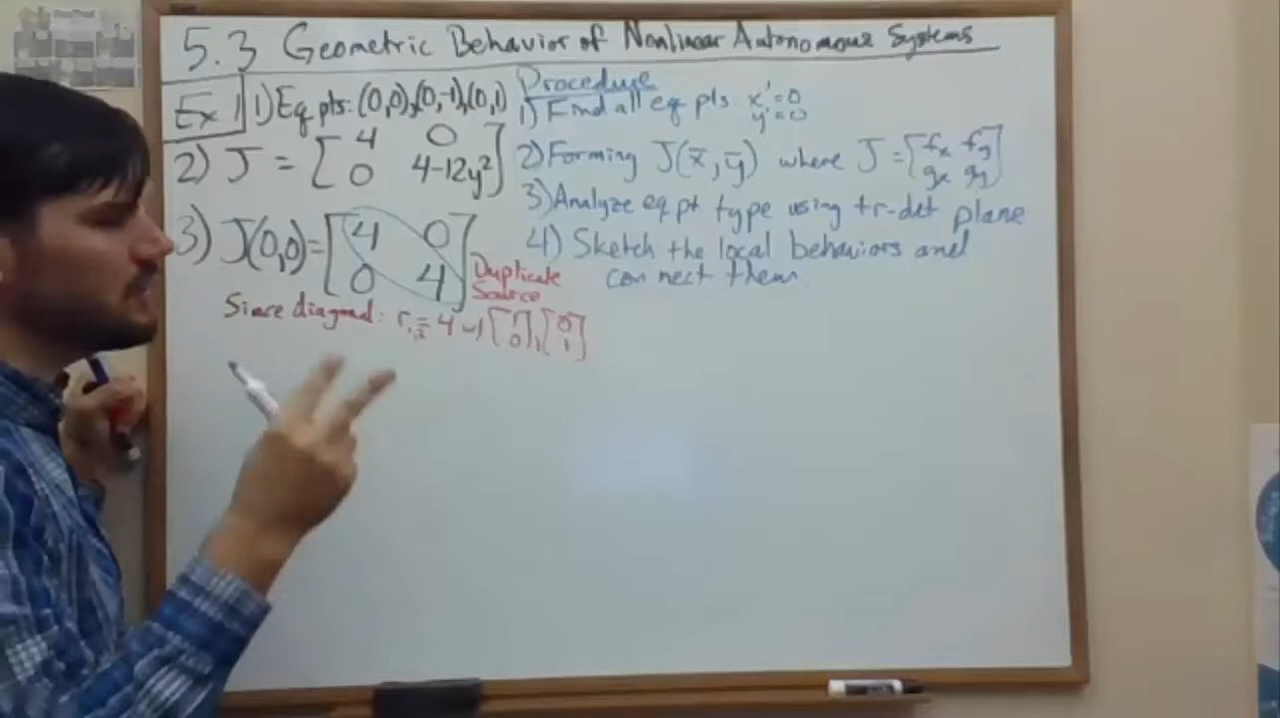 5.3 Geometric Behavior of Nonlinear Autonomous Systems
Ex 1
1) Eq pts: (0,0),(0,-1),(0,1)
2) J = [4 0
0 4-12y²]
3) J(0,0)= [4 0
0 4]
Duplicate
Source
Since diagonal: r₁,₂ = 4 w/ [1 0], [0 1]
Procedure
1) Find all eq pts x'=0
y'=0
2) Forming J(x̄,ȳ) where J = [fx fy
gx gy]
3) Analyze eq pt type using tr-det plane
4) Sketch the local behaviors and
connect them.